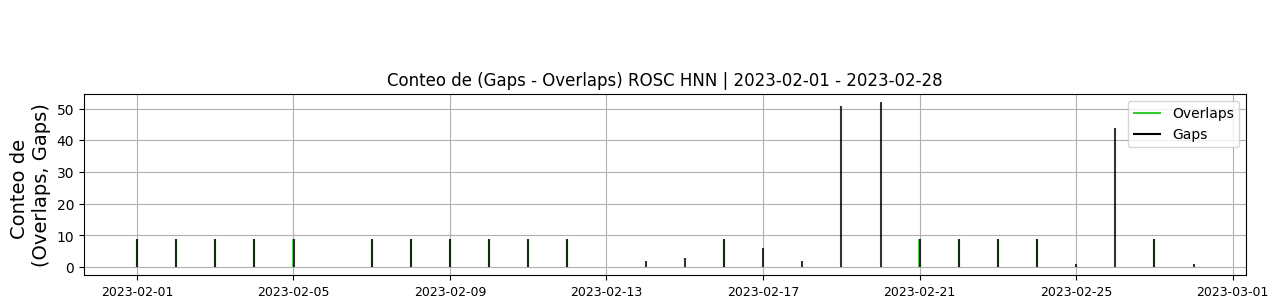 Conteo de (Gaps - Overlaps) ROSC HNN | 2023-02-01 - 2023-02-28
Conteo de
(Overlaps, Gaps)
50
40
30
20
10
0
Overlaps
Gaps
2023-02-01
2023-02-05
2023-02-09
2023-02-13
2023-02-17
2023-02-21
2023-02-25
2023-03-01